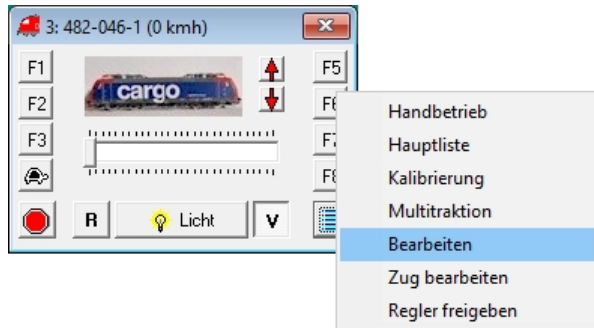 3: 482-046-1 (0 kmh)
F1
F5
cargo
F2
F6
F3
F7
F8
R
Licht
V
Handbetrieb
Hauptliste
Kalibrierung
Multitraktion
Bearbeiten
Zug bearbeiten
Regler freigeben